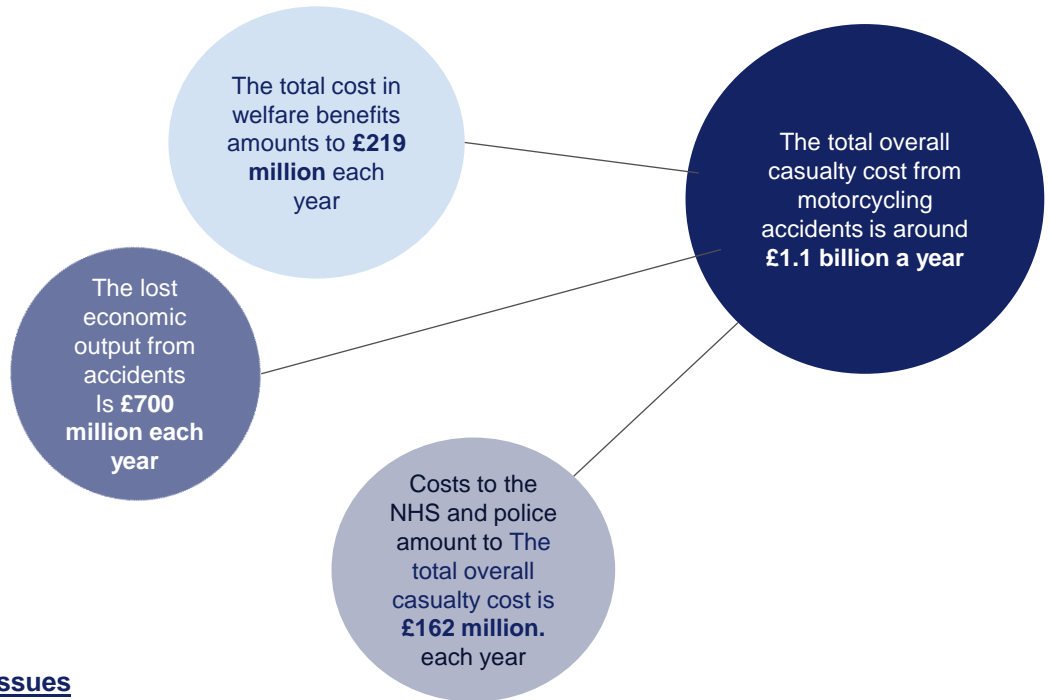 The total cost in
welfare benefits
amounts to £219
million each
year
The total overall
casualty cost from
motorcycling
accidents is around
£1.1 billion a year
The lost
economic
output from
accidents
Is £700
million each
year
Costs to the
NHS and police
amount to The
total overall
casualty cost is
£162 million.
each year
ssues